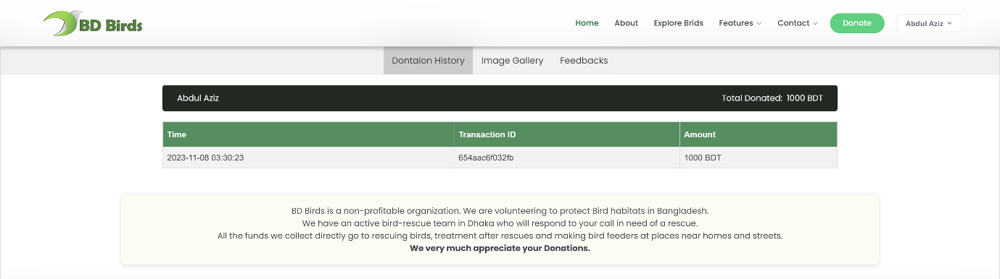 BD Birds
Home About Explore Brids Features Contact Donate Abdul Aziz
Dontaion History Image Gallery Feedbacks
Abdul Aziz Total Donated: 1000 BDT
Time Transaction ID Amount
2023-11-08 03:30:23 654aac6f032fb 1000 BDT
BD Birds is a non-profitable organization. We are volunteering to protect Bird habitats in Bangladesh.
We have an active bird-rescue team in Dhaka who will respond to your call in need of a rescue.
All the funds we collect directly go to rescuing birds, treatment after rescues and making bird feeders at places near homes and streets.
We very much appreciate your Donations.